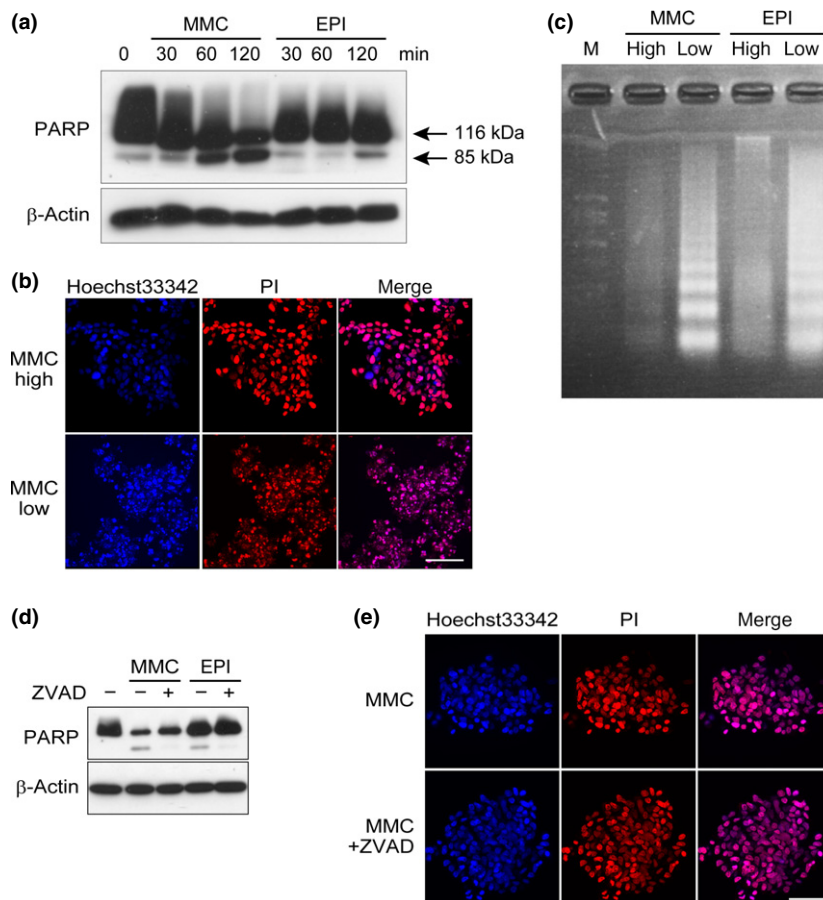 (a)
MMC EPI
0 30 60 120 30 60 120 min
PARP
116 kDa
85 kDa
β-Actin
(b)
Hoechst33342 PI Merge
MMC high
MMC low
(c)
MMC EPI
M High Low High Low
(d)
MMC EPI
ZVAD – – + – +
PARP
β-Actin
(e)
Hoechst33342 PI Merge
MMC
MMC
+ZVAD